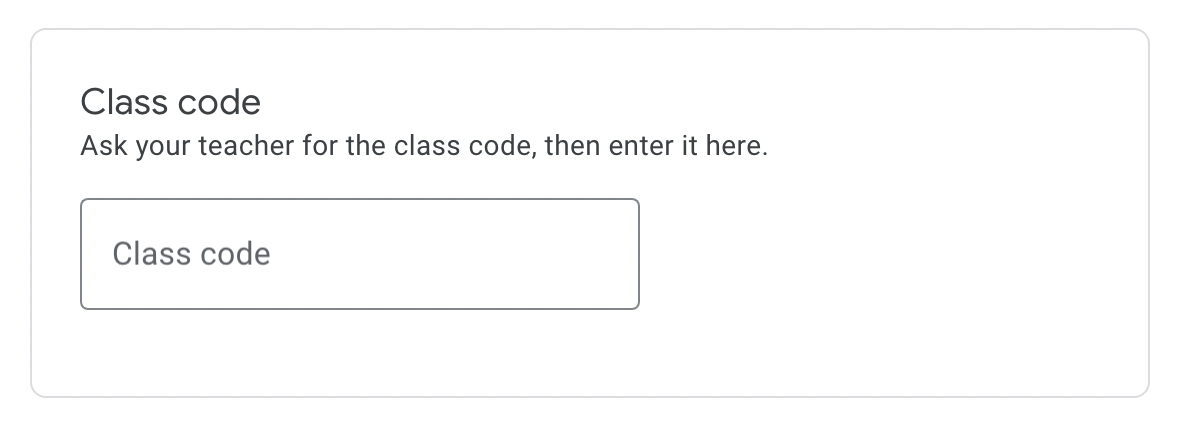 Class code
Ask your teacher for the class code, then enter it here.
Class code